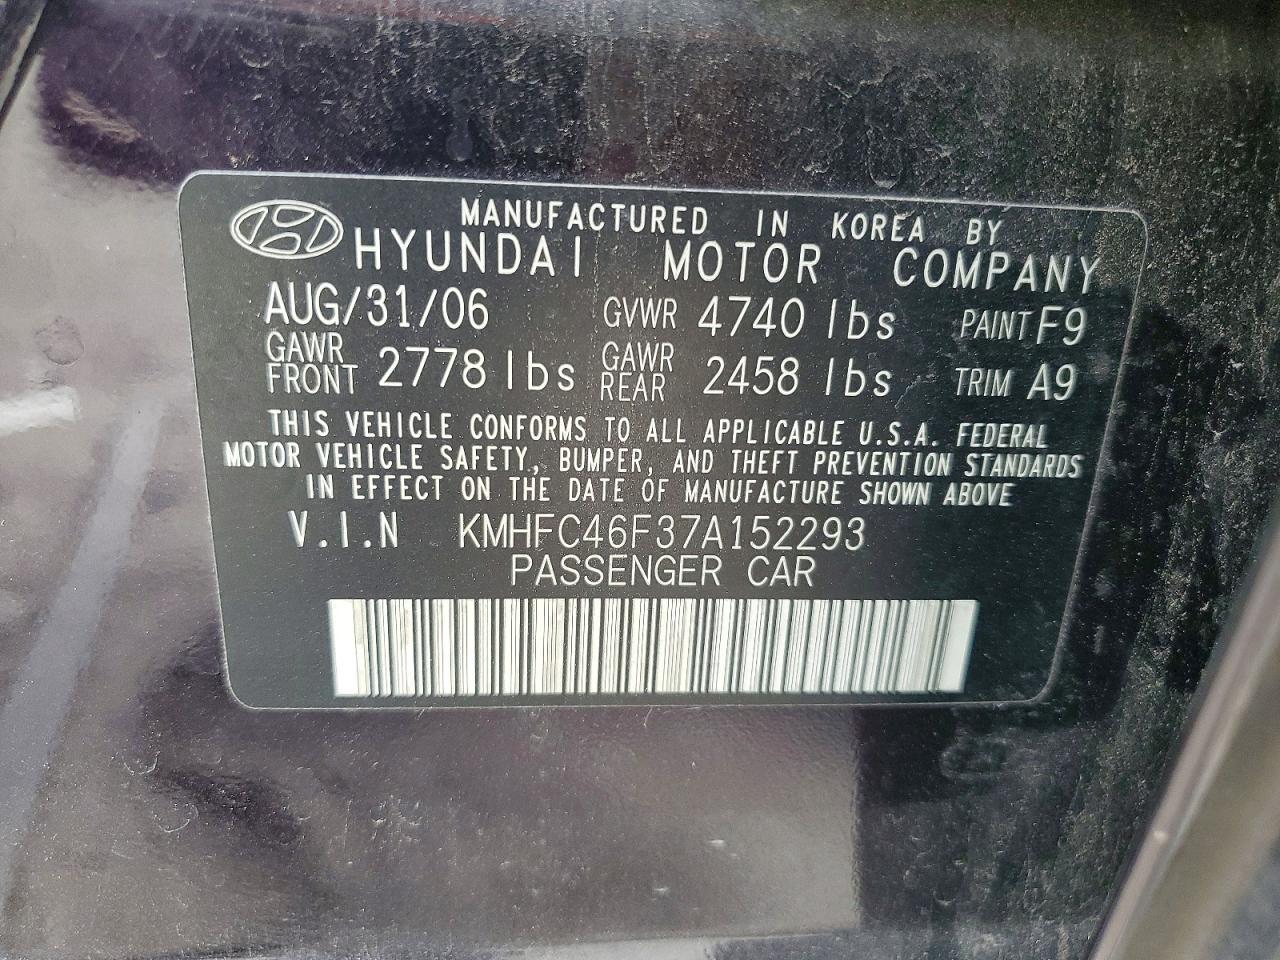 MANUFACTURED IN KOREA BY
HYUNDAI MOTOR COMPANY
AUG/31/06 GVWR 4740 lbs PAINT F9
GAWR FRONT 2778 lbs GAWR REAR 2458 lbs TRIM A9
THIS VEHICLE CONFORMS TO ALL APPLICABLE U.S.A. FEDERAL
MOTOR VEHICLE SAFETY, BUMPER, AND THEFT PREVENTION STANDARDS
IN EFFECT ON THE DATE OF MANUFACTURE SHOWN ABOVE
V.I.N KMHFC46F37A152293
PASSENGER CAR